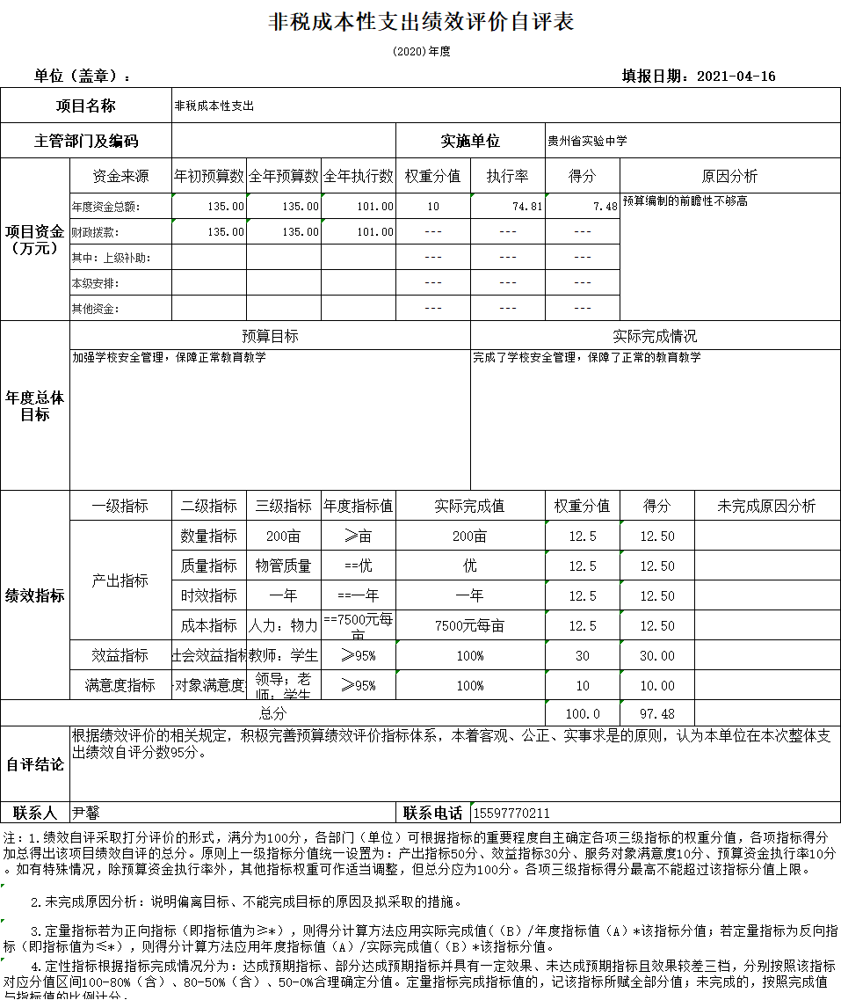 非税成本性支出绩效评价自评表
(2020)年度
单位（盖章）： 填报日期：2021-04-16
项目名称 非税成本性支出
主管部门及编码 实施单位 贵州省实验中学
项目资金（万元） 资金来源 年初预算数 全年预算数 全年执行数 权重分值 执行率 得分 原因分析
年度资金总额： 135.00 135.00 101.00 10 74.81 7.48 预算编制的前瞻性不够高
财政拨款： 135.00 135.00 101.00 --- --- ---
其中：上级补助： --- --- ---
本级安排： --- --- ---
其他资金： --- --- ---
年度总体目标 预算目标 实际完成情况
加强学校安全管理，保障正常教育教学 完成了学校安全管理，保障了正常的教育教学
绩效指标 一级指标 二级指标 三级指标 年度指标值 实际完成值 权重分值 得分 未完成原因分析
产出指标 数量指标 200亩 ≥亩 200亩 12.5 12.50
质量指标 物管质量 ==优 优 12.5 12.50
时效指标 一年 ==一年 一年 12.5 12.50
成本指标 人力：物力 ==7500元每亩 7500元每亩 12.5 12.50
效益指标 社会效益指标 教师：学生 ≥95% 100% 30 30.00
满意度指标 对象满意度 领导；老师：学生 ≥95% 100% 10 10.00
总分 100.0 97.48
自评结论 根据绩效评价的相关规定，积极完善预算绩效评价指标体系，本着客观、公正、实事求是的原则，认为本单位在本次整体支
出绩效自评分数95分。
联系人 尹馨 联系电话 15597770211
注：1.绩效自评采取打分评价的形式，满分为100分，各部门（单位）可根据指标的重要程度自主确定各项三级指标的权重分值，各项指标得分
加总得出该项目绩效自评的总分。原则上一级指标分值统一设置为：产出指标50分、效益指标30分、服务对象满意度10分、预算资金执行率10分
。如有特殊情况，除预算资金执行率外，其他指标权重可作适当调整，但总分应为100分。各项三级指标得分最高不能超过该指标分值上限。
2.未完成原因分析：说明偏离目标、不能完成目标的原因及拟采取的措施。
3.定量指标若为正向指标（即指标值为≥*），则得分计算方法应用实际完成值(（B）/年度指标值（A）*该指标分值；若定量指标为反向指
标（即指标值为≤*），则得分计算方法应用年度指标值（A）/实际完成值(（B）*该指标分值。
4.定性指标根据指标完成情况分为：达成预期指标、部分达成预期指标并具有一定效果、未达成预期指标且效果较差三档，分别按照该指标
对应分值区间100-80%（含）、80-50%（含）、50-0%合理确定分值。定量指标完成指标值的，记该指标所赋全部分值；未完成的，按照完成值
与指标值的比例计分。